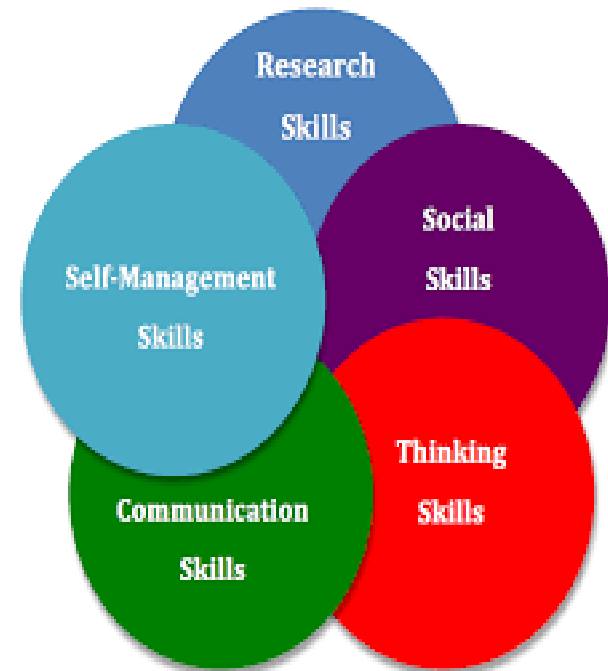 Research
Skills
Social
Skills
Self-Management
Skills
Thinking
Skills
Communication
Skills